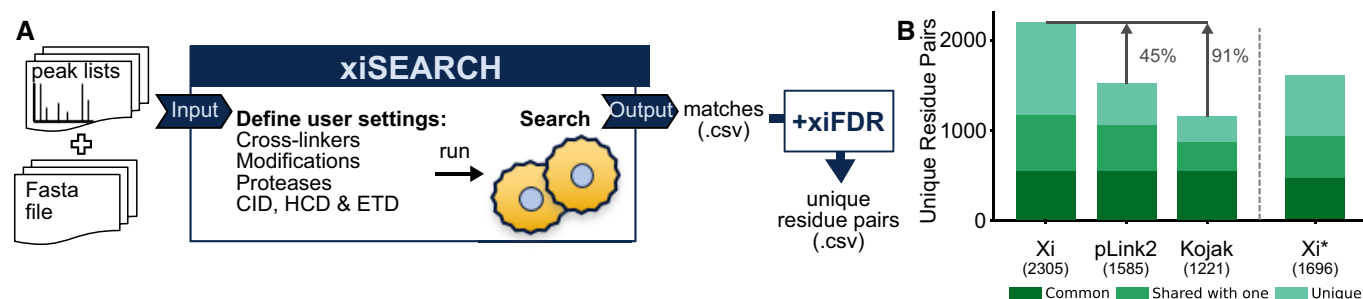 A
peak lists
Fasta
file
xiSEARCH
Input
Define user settings:
Cross-linkers
Modifications
Proteases
CID, HCD & ETD
run
Search
Output
matches
(.csv)
+xiFDR
unique
residue pairs
(.csv)
B
Unique Residue Pairs
2000
1000
0
45%
91%
Xi
(2305)
pLink2
(1585)
Kojak
(1221)
Xi*
(1696)
Common
Shared with one
Unique